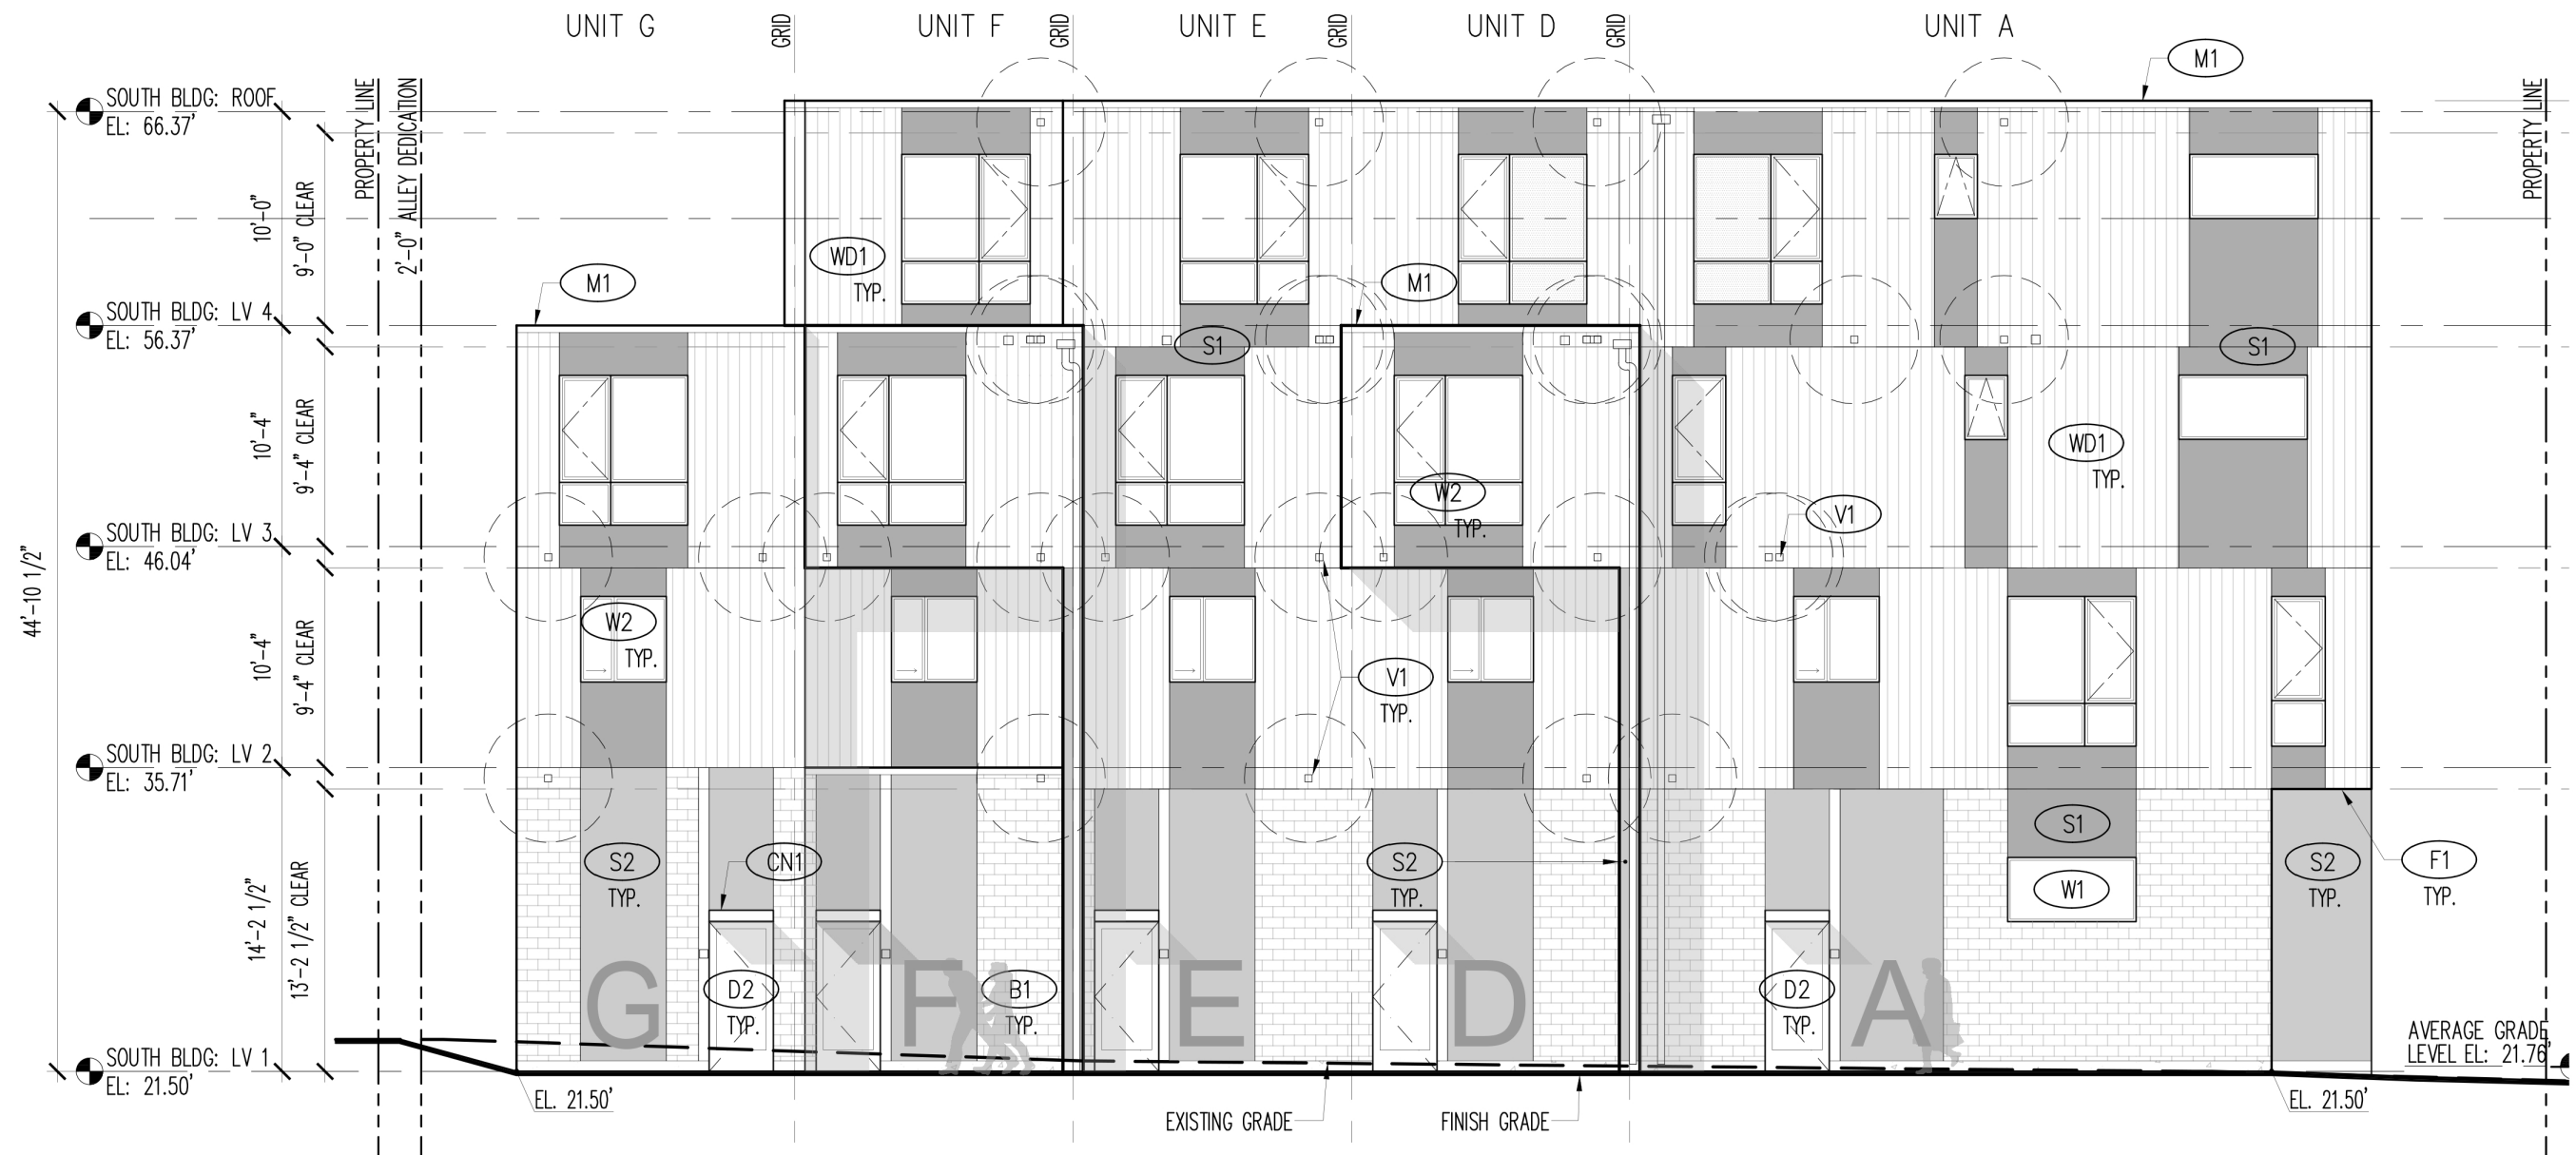 UNIT G
GRID
UNIT F
GRID
UNIT E
GRID
UNIT D
GRID
UNIT A
M1
SOUTH BLDG: ROOF
EL: 66.37'
PROPERTY LINE
2'-0" ALLEY DEDICATION
PROPERTY LINE
10'-0"
9'-0" CLEAR
WD1
TYP.
M1
M1
SOUTH BLDG: LV 4
EL: 56.37'
S1
S1
10'-4"
9'-4" CLEAR
WD1
TYP.
W2
TYP.
V1
SOUTH BLDG: LV 3
EL: 46.04'
44'-10 1/2"
W2
TYP.
10'-4"
9'-4" CLEAR
V1
TYP.
SOUTH BLDG: LV 2
EL: 35.71'
S1
S2
TYP.
CN1
S2
TYP.
W1
S2
TYP.
F1
TYP.
14'-2 1/2"
13'-2 1/2" CLEAR
G
D2
TYP.
F
B1
TYP.
E
D
D2
TYP.
A
AVERAGE GRADE
LEVEL EL: 21.76'
SOUTH BLDG: LV 1
EL: 21.50'
EL. 21.50'
EXISTING GRADE
FINISH GRADE
EL. 21.50'